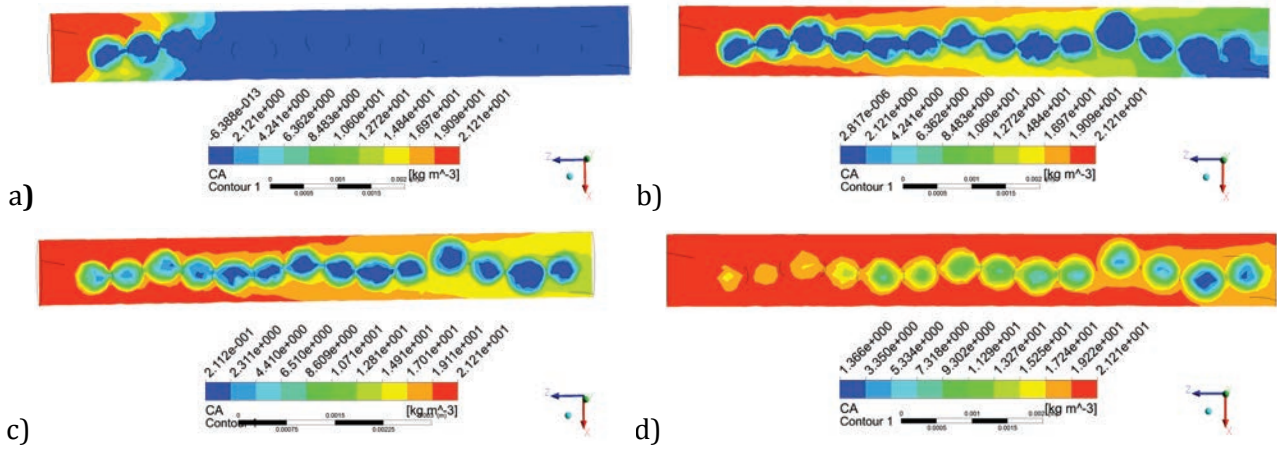 -6.388e-013
2.121e+000
4.241e+000
6.362e+000
8.483e+000
1.060e+001
1.272e+001
1.484e+001
1.697e+001
1.909e+001
2.121e+001
CA
Contour 1
[kg m^-3]
0 0.001 0.002
0.0005 0.0015
Z
Y
X
a)
2.817e-006
2.121e+000
4.241e+000
6.362e+000
8.483e+000
1.060e+001
1.272e+001
1.484e+001
1.697e+001
1.909e+001
2.121e+001
CA
Contour 1
[kg m^-3]
0 0.001 0.002
0.0005 0.0015
Z
Y
X
b)
2.112e-001
2.311e+000
4.410e+000
6.510e+000
8.609e+000
1.071e+001
1.281e+001
1.491e+001
1.701e+001
1.911e+001
2.121e+001
CA
Contour 1
[kg m^-3]
0 0.0015 0.003 (m)
0.00075 0.00225
Z
Y
X
c)
1.366e+000
3.350e+000
5.334e+000
7.318e+000
9.302e+000
1.129e+001
1.327e+001
1.525e+001
1.724e+001
1.922e+001
2.121e+001
CA
Contour 1
[kg m^-3]
0 0.001 0.002
0.0005 0.0015
Z
Y
X
d)